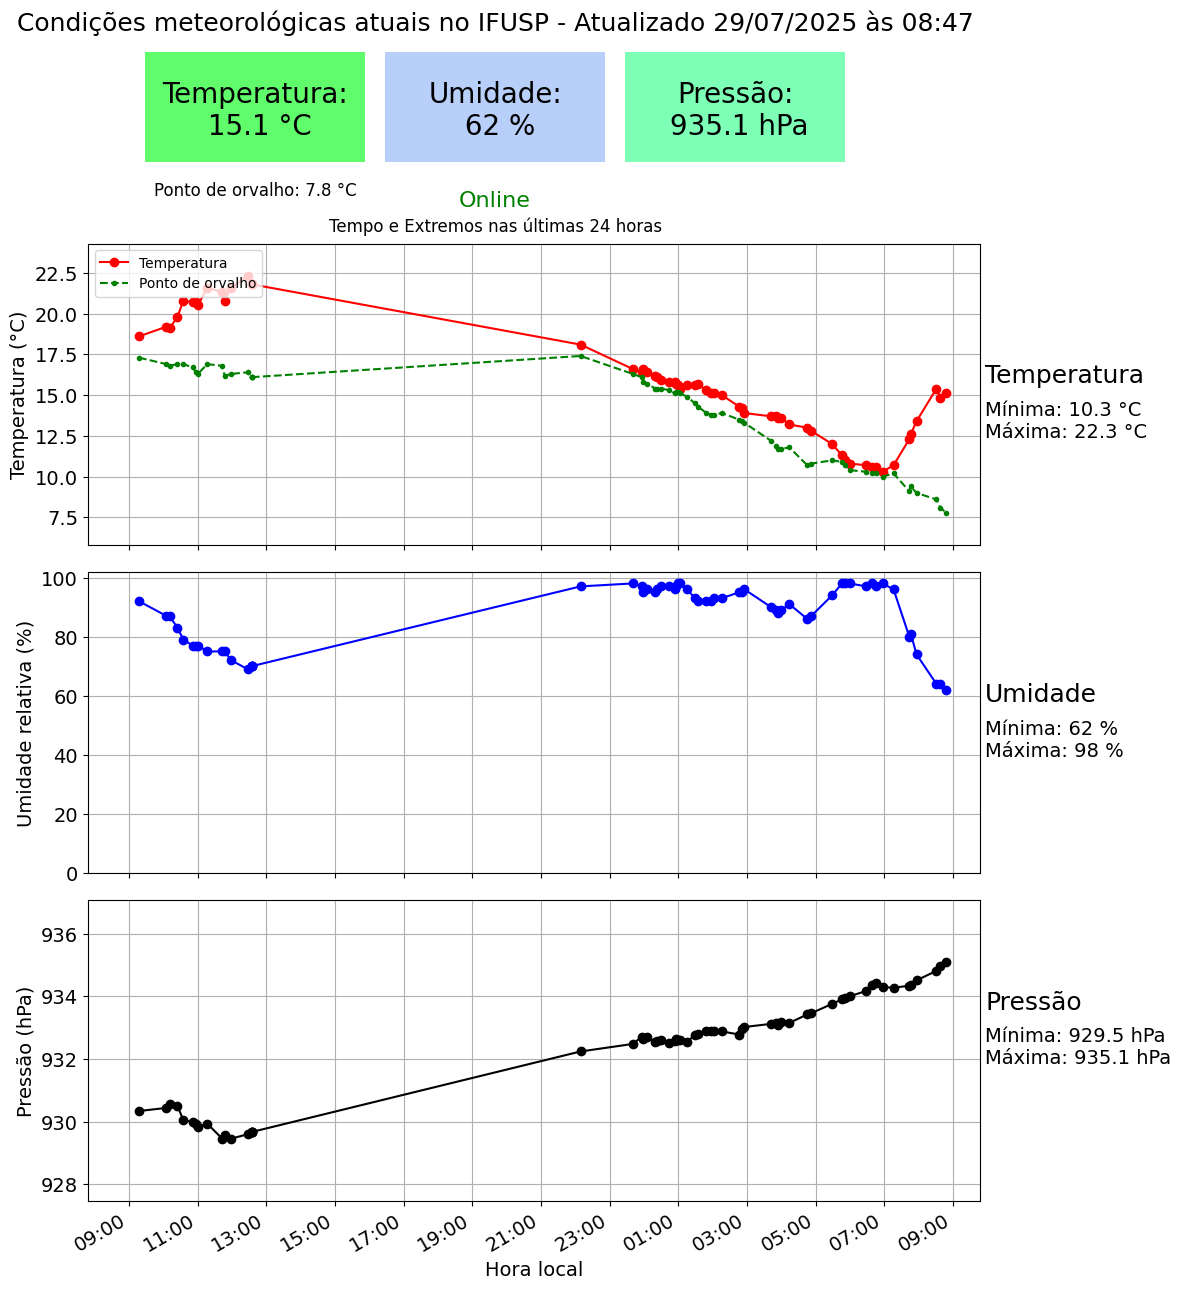 Condições meteorológicas atuais no IFUSP - Atualizado 29/07/2025 às 08:47
Temperatura:
15.1 °C
Umidade:
62 %
Pressão:
935.1 hPa
Ponto de orvalho: 7.8 °C
Online
Tempo e Extremos nas últimas 24 horas
Temperatura
Ponto de orvalho
Temperatura (°C)
22.5
20.0
17.5
15.0
12.5
10.0
7.5
Temperatura
Mínima: 10.3 °C
Máxima: 22.3 °C
Umidade relativa (%)
100
80
60
40
20
0
Umidade
Mínima: 62 %
Máxima: 98 %
Pressão (hPa)
936
934
932
930
928
Pressão
Mínima: 929.5 hPa
Máxima: 935.1 hPa
09:00 11:00 13:00 15:00 17:00 19:00 21:00 23:00 01:00 03:00 05:00 07:00 09:00
Hora local